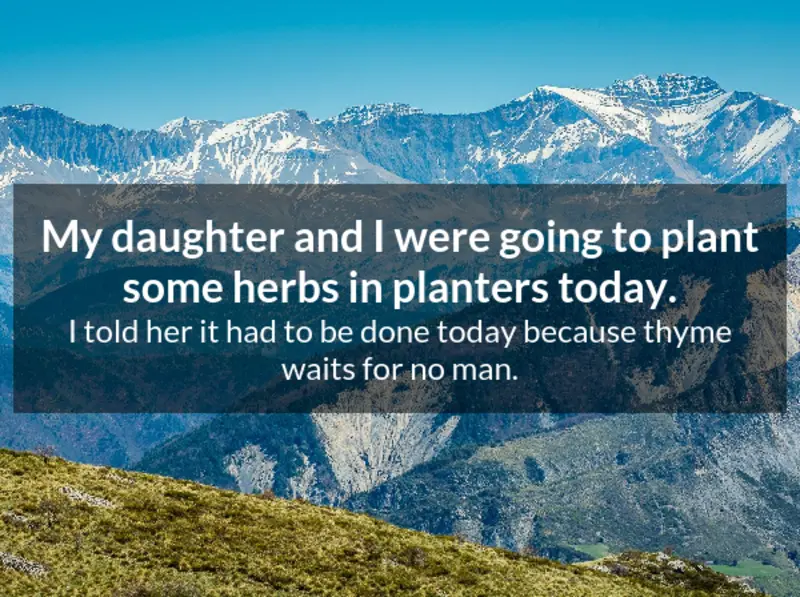 My daughter and I were going to plant
some herbs in planters today.
I told her it had to be done today because thyme
waits for no man.